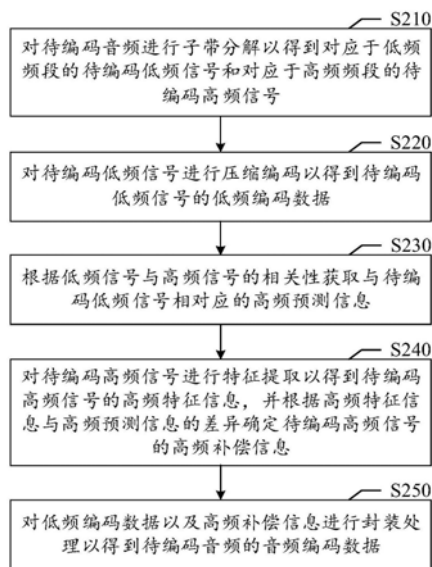 S210
对待编码音频进行子带分解以得到对应于低频
频段的待编码低频信号和对应于高频频段的待
编码高频信号
S220
对待编码低频信号进行压缩编码以得到待编码
低频信号的低频编码数据
S230
根据低频信号与高频信号的相关性获取与待编
码低频信号相对应的高频预测信息
S240
对待编码高频信号进行特征提取以得到待编码
高频信号的高频特征信息，并根据高频特征信
息与高频预测信息的差异确定待编码高频信号
的高频补偿信息
S250
对低频编码数据以及高频补偿信息进行封装处
理以得到待编码音频的音频编码数据